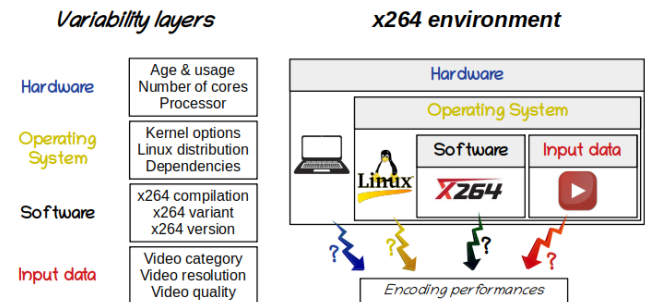 Variability layers
Hardware
Age & usage
Number of cores
Processor
Operating
System
Kernel options
Linux distribution
Dependencies
Software
x264 compilation
x264 variant
x264 version
Input data
Video category
Video resolution
Video quality
x264 environment
Hardware
Operating System
Software
Input data
Linux
X264
? ? ? ?
Encoding performances